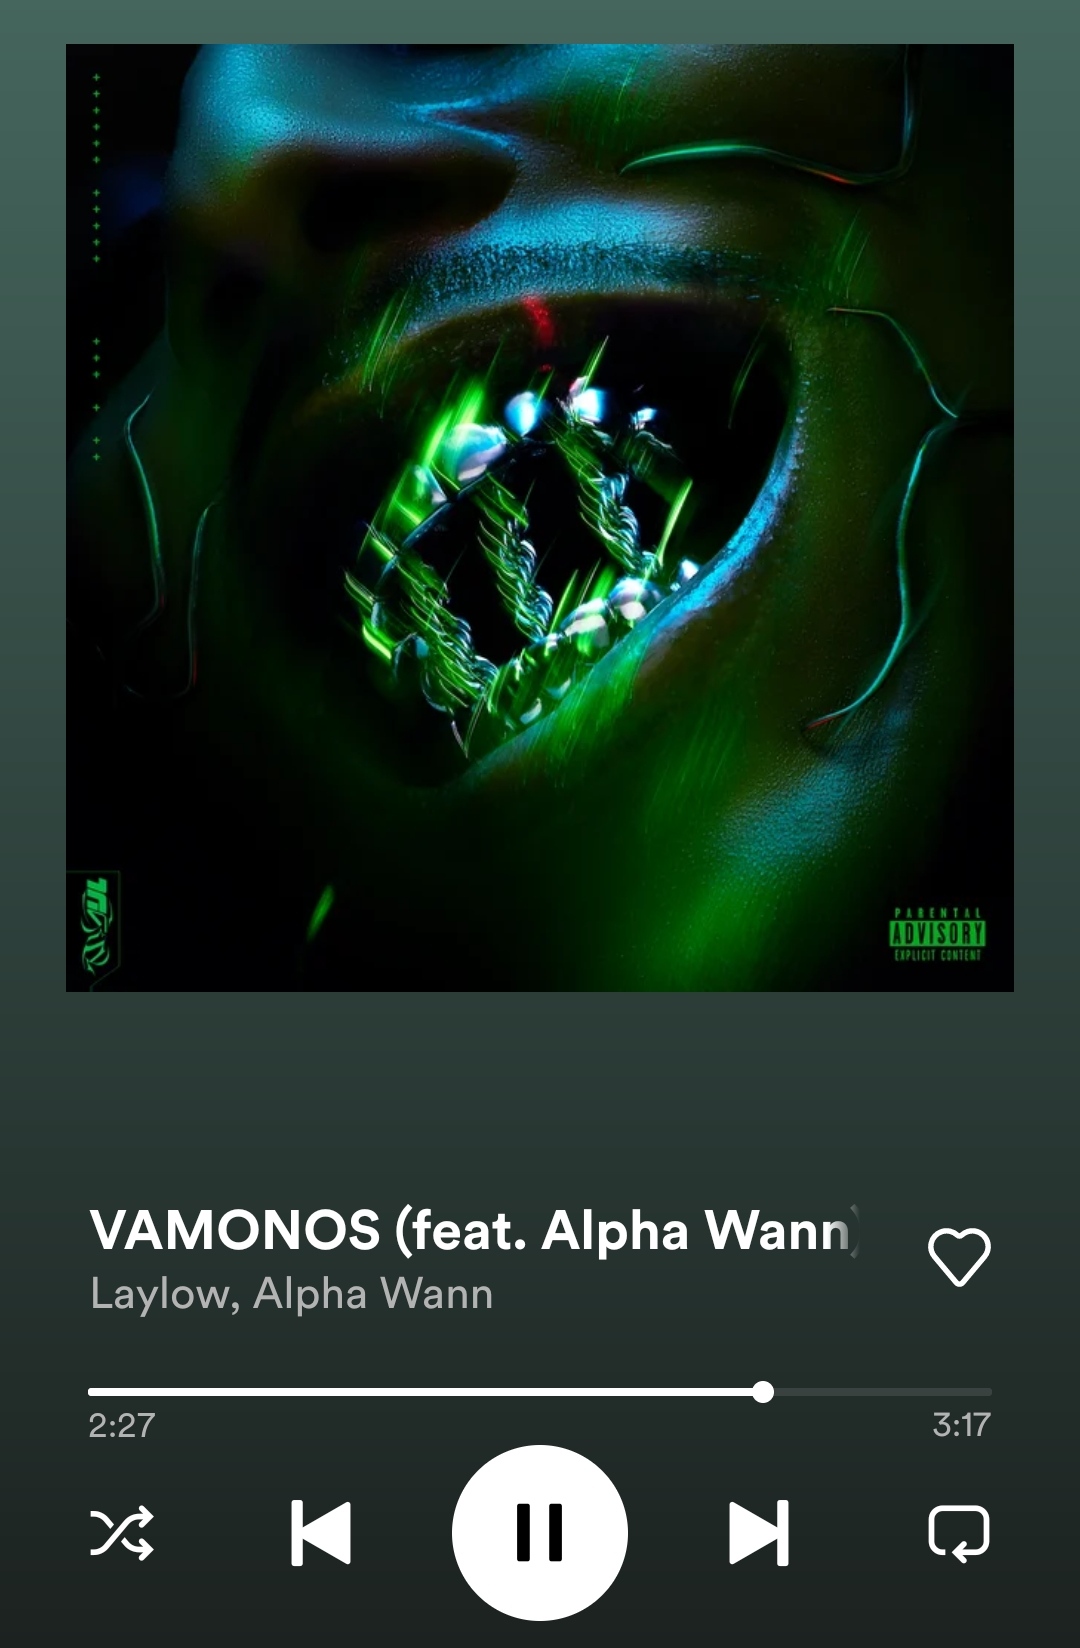 PARENTAL
ADVISORY
EXPLICIT CONTENT
VAMONOS (feat. Alpha Wann)
Laylow, Alpha Wann
2:27
3:17